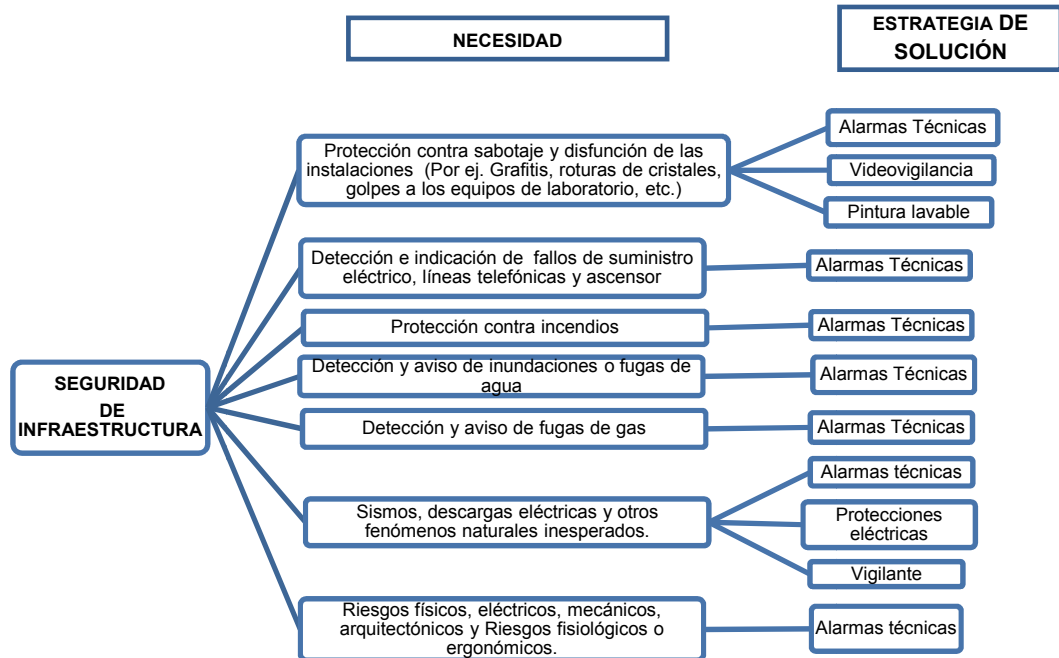 NECESIDAD
ESTRATEGIA DE
SOLUCIÓN
SEGURIDAD
DE
INFRAESTRUCTURA
Protección contra sabotaje y disfunción de las
instalaciones (Por ej. Grafitis, roturas de cristales,
golpes a los equipos de laboratorio, etc.)
Alarmas Técnicas
Videovigilancia
Pintura lavable
Detección e indicación de fallos de suministro
eléctrico, líneas telefónicas y ascensor
Alarmas Técnicas
Protección contra incendios
Alarmas Técnicas
Detección y aviso de inundaciones o fugas de
agua
Alarmas Técnicas
Detección y aviso de fugas de gas
Alarmas Técnicas
Sismos, descargas eléctricas y otros
fenómenos naturales inesperados.
Alarmas técnicas
Protecciones
eléctricas
Vigilante
Riesgos físicos, eléctricos, mecánicos,
arquitectónicos y Riesgos fisiológicos o
ergonómicos.
Alarmas técnicas